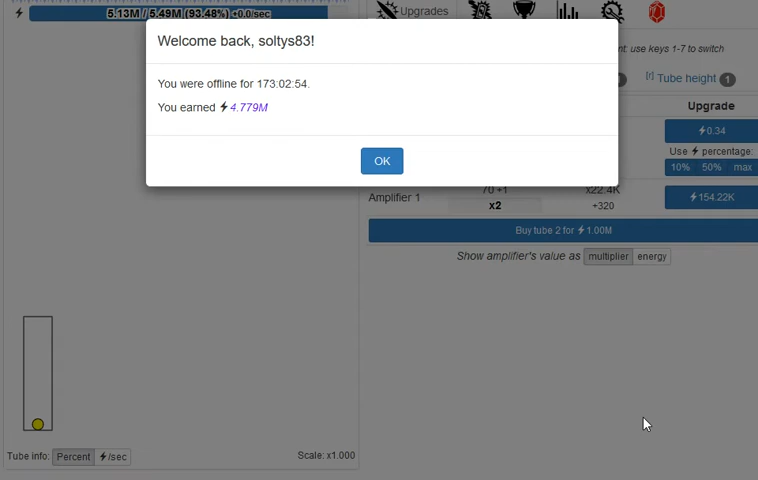 5.13M / 5.49M (93.48%) +0.0/sec
Upgrades
Welcome back, soltys83!
nt: use keys 1-7 to switch
You were offline for 173:02:54.
[r] Tube height 1
You earned 4.779M
Upgrade
0.34
Use percentage:
OK
10% 50% max
70 +1 x22.4K
Amplifier 1 154.22K
x2 +320
Buy tube 2 for 1.00M
Show amplifier's value as multiplier energy
Tube info: Percent /sec Scale: x1.000